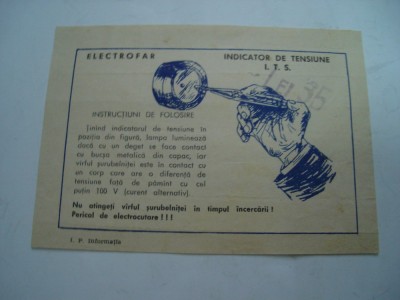 ELECTROFAR
INDICATOR DE TENSIUNE
I. T. S.
LEI 35
INSTRUCȚIUNI DE FOLOSIRE
Ținînd indicatorul de tensiune în
poziția din figură, lampa luminează
dacă cu un deget se face contact
cu bucșa metalică din capac, iar
vîrful șurubelniței este în contact cu
un corp care are o diferență de
tensiune față de pămînt cu cel
puțin 100 V (curent alternativ).
Nu atingeți vîrful șurubelniței în timpul încercării!
Pericol de electrocutare!!!
I. P. Informația